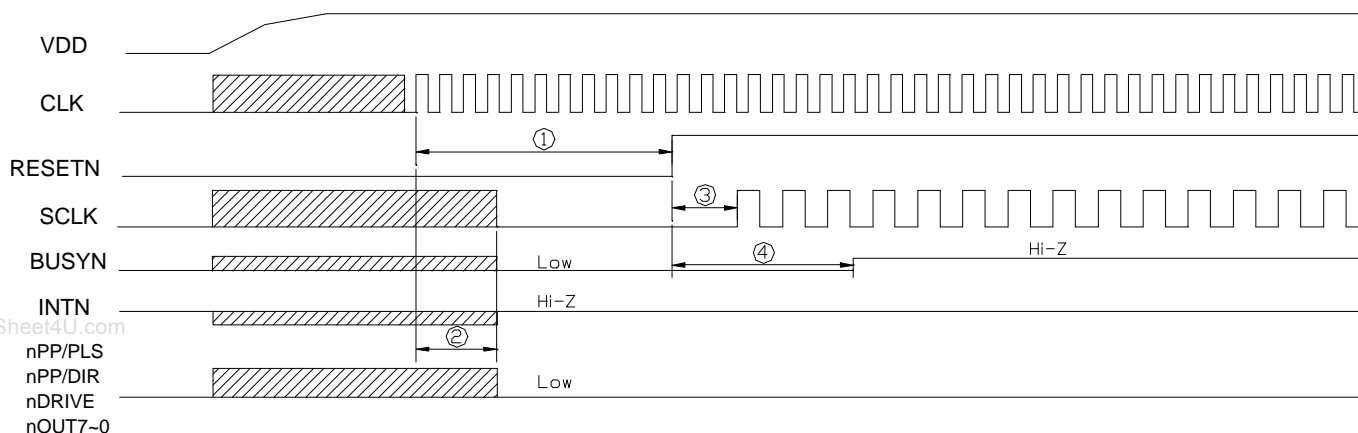 VDD
CLK
①
RESETN
③
SCLK
④ Hi-Z
BUSYN Low
INTN Hi-Z
Sheet4U.com
②
nPP/PLS
nPP/DIR
Low
nDRIVE
nOUT7~0